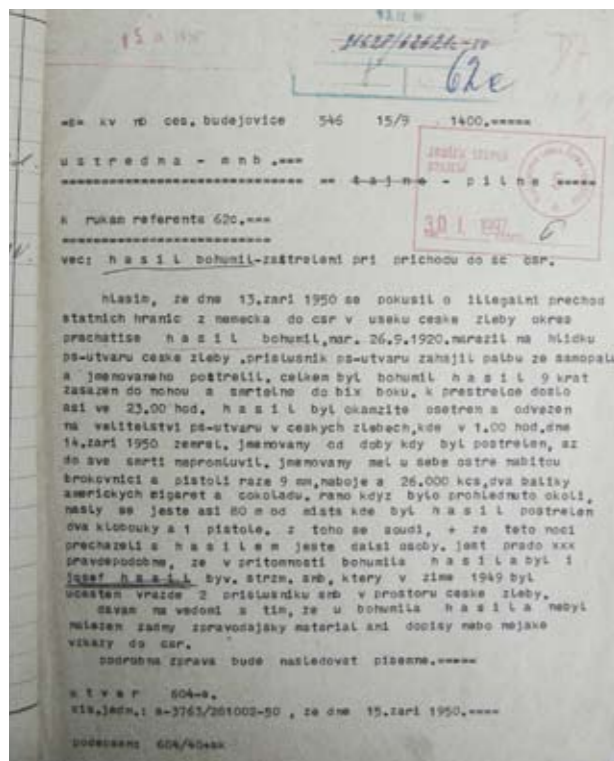 62c
=s= kv nb ces. budejovice 546 15/9 1400.=====
ustredna - mnb .===
== tajne - pilne =====
30 I. 1997
k rukam referenta 62c.===
vec: hasil bohumil-zastreleni pri prichodu do sc csr.
hlasim, ze dne 13.zari 1950 se pokusil o illegalni prechod
statnich hranic z nemecka do csr v useku ceske zleby okres
prachatice hasil bohumil,nar. 26.9.1920.narazil na hlidku
ps-utvaru ceske zleby .prislusnik ps-utvaru zahajil palbu ze samopalu
a jmenovaneho postrelil, celkem byl bohumil hasil 9 krat
zasazen do nohou a smrtelne do bix boku. k prestrelce doslo
asi ve 23.00 hod. hasil byl okamzite osetren a odvezen
na velitelstvi ps-utvaru v ceskych zlebech,kde v 1.00 hod.dne
14.zari 1950 zemrel. jmenovany od doby kdy byl postrelen, az
do sve smrti nepromluvil. jmenovany mel u sebe ostre nabitou
brokovnici a pistoli raze 9 mm,naboje a 26.000 kcs,dva baliky
americkych cigaret a cokoladu. rano kdyz bylo prohlednuto okoli,
nasly se jeste asi 80 m od mista kde byl hasil postrelen
dva klobouky a 1 pistole. z toho se soudi, + ze teto noci
prechazeli s hasilem jeste dalsi osoby. jest prado xxx
pravdepodobne, ze v pritomnosti bohumila hasila byl i
josef hasil byv. strzm. snb, ktery v zime 1949 byl
ucasten vrazde 2 prislusniku snb v prostoru ceske zleby.
davam na vedomi s tim, ze u bohumila hasila nebyl
nalezen zadny zpravodajsky material ani dopisy nebo nejake
vzkazy do csr.
podrobna zprava bude nasledovat pisemne.=====
utvar 604-a.
cis.jedn.: a-3763/201002-50 , ze dne 15.zari 1950.====
podepsan: